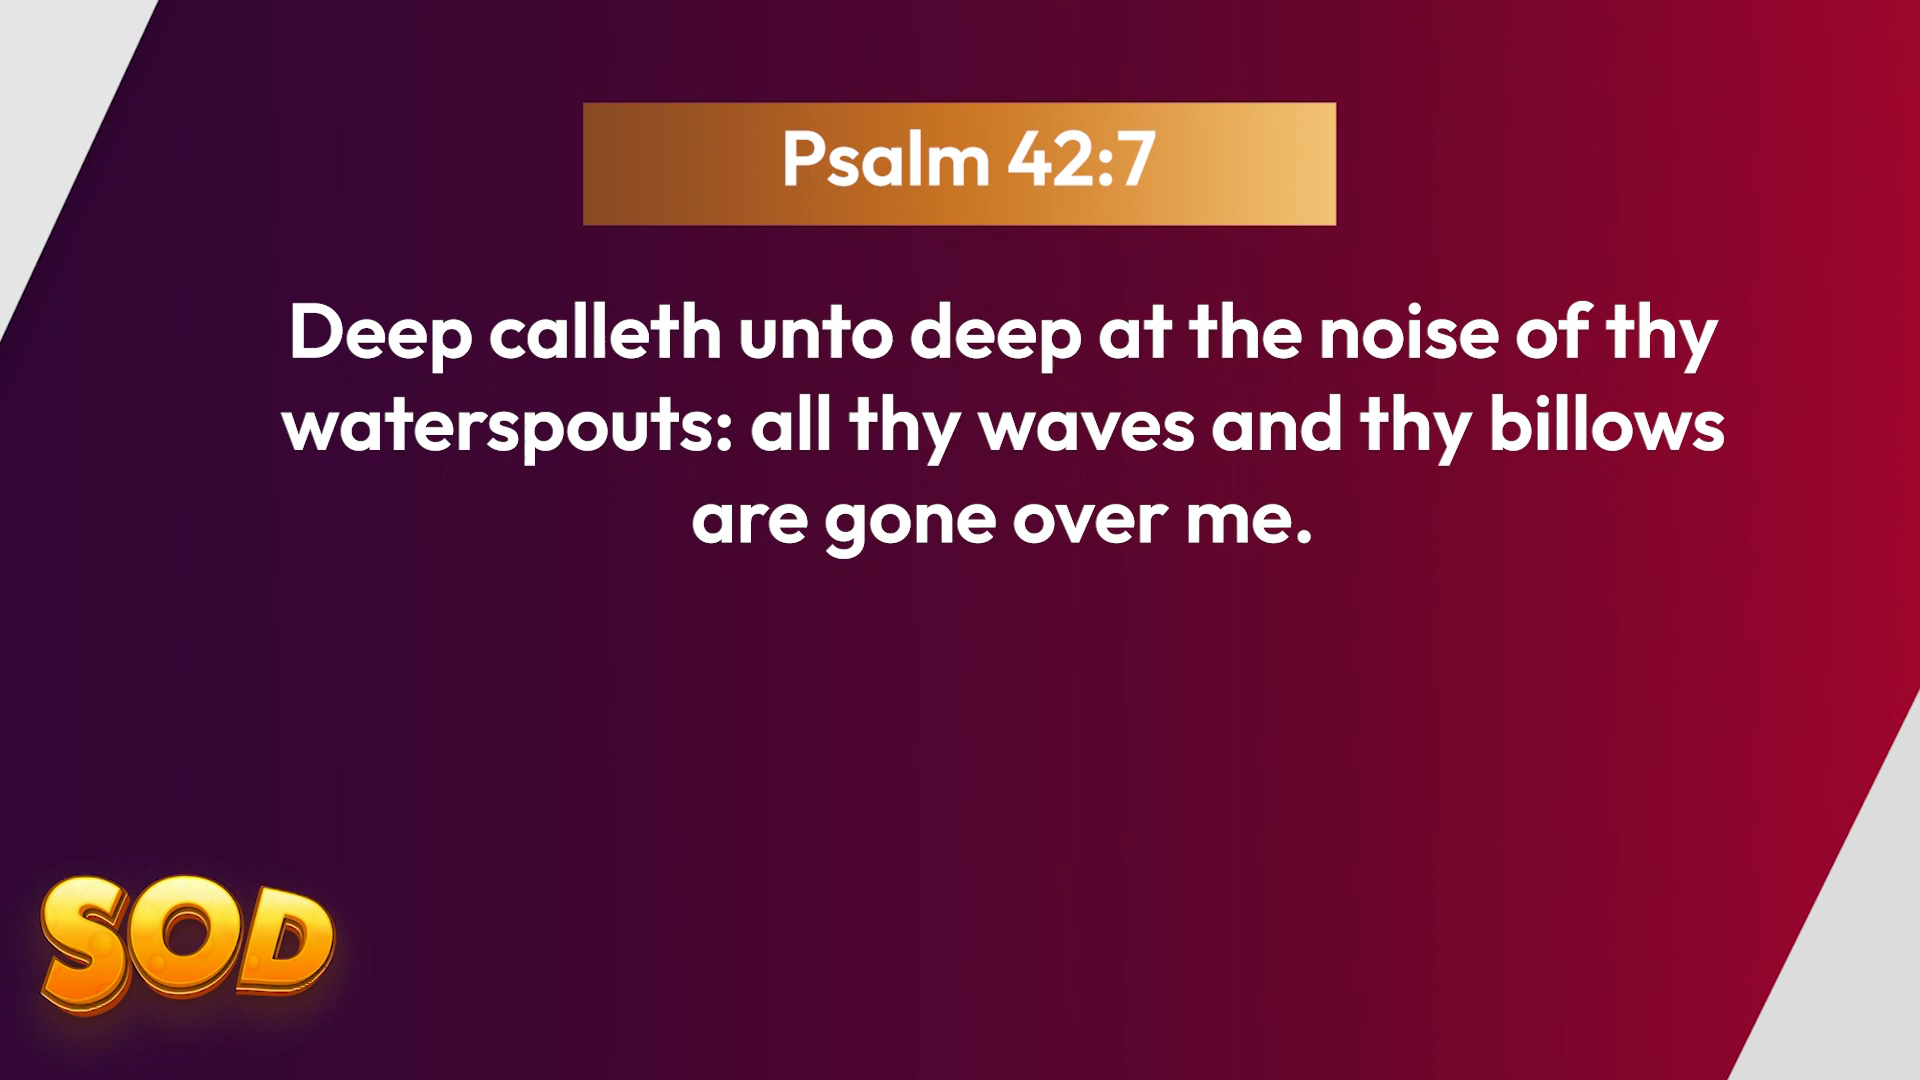 Psalm 42:7
Deep calleth unto deep at the noise of thy
waterspouts: all thy waves and thy billows
are gone over me.
SOD